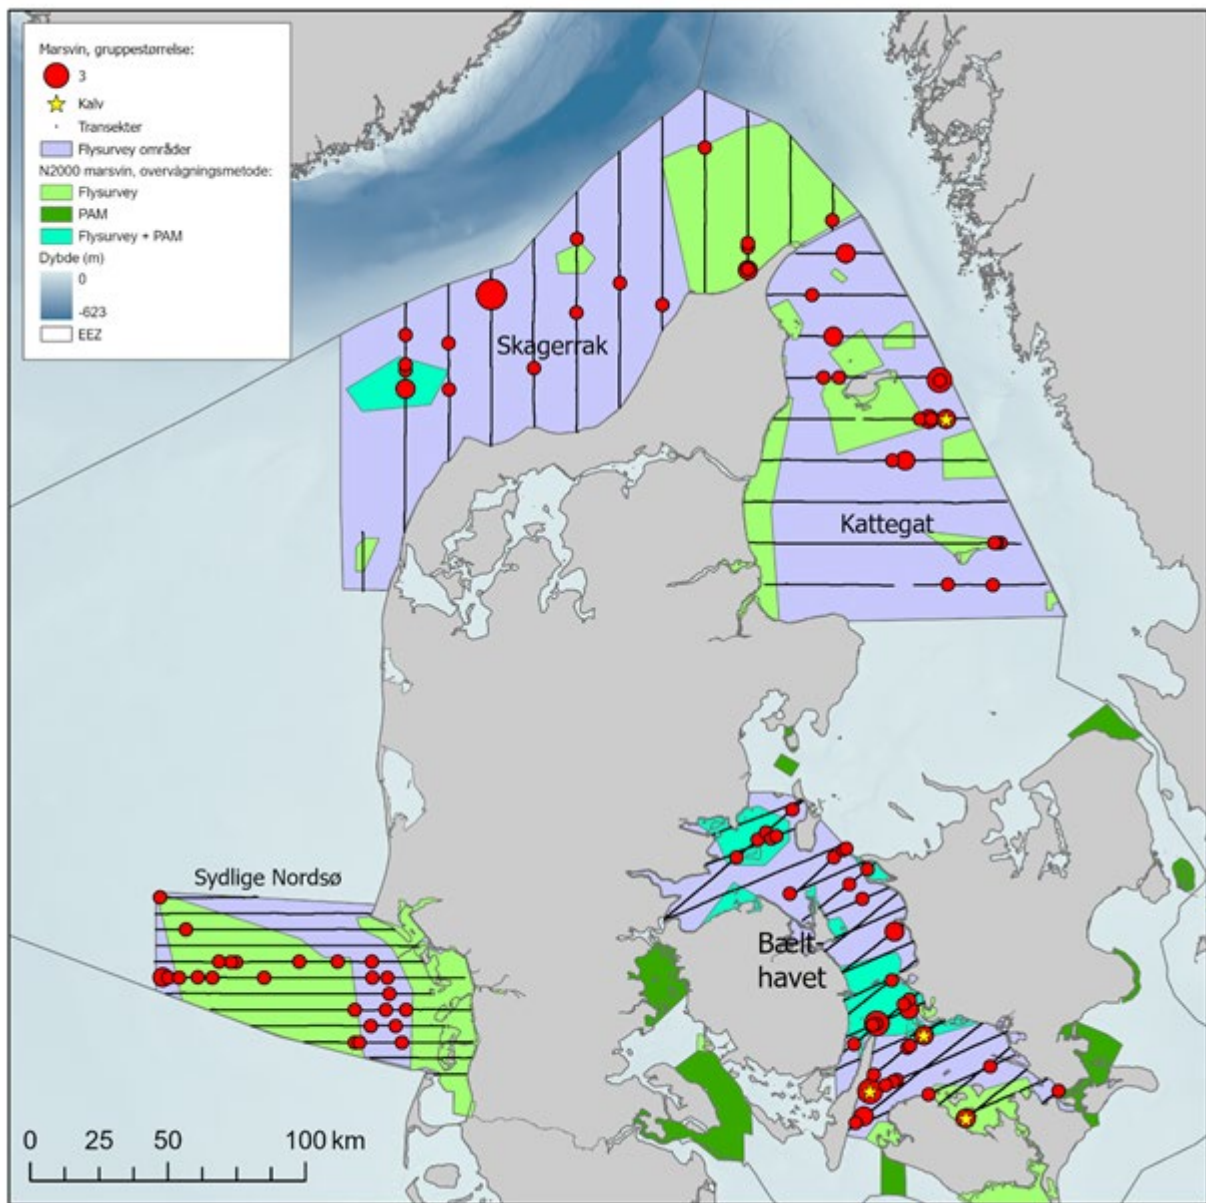 Marsvin, gruppestørrelse:
3
Kalv
Transekter
Flysurvey områder
N2000 marsvin, overvågningsmetode:
Flysurvey
PAM
Flysurvey + PAM
Dybde (m)
0
-623
EEZ
Skagerrak
Kattegat
Sydlige Nordsø
Bælt-
havet
0 25 50 100 km